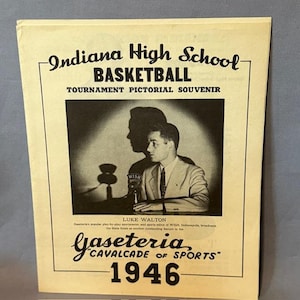 Indiana High School
BASKETBALL
TOURNAMENT PICTORIAL SOUVENIR
LUKE WALTON
Gaseteria
"CAVALCADE OF SPORTS"
1946